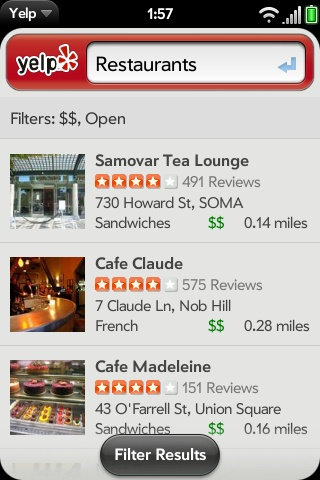 Yelp 1:57
yelp Restaurants
Filters: $$, Open
Samovar Tea Lounge
491 Reviews
730 Howard St, SOMA
Sandwiches $$ 0.14 miles
Cafe Claude
575 Reviews
7 Claude Ln, Nob Hill
French $$ 0.28 miles
Cafe Madeleine
151 Reviews
43 O'Farrell St, Union Square
Sandwiches $$ 0.16 miles
Filter Results